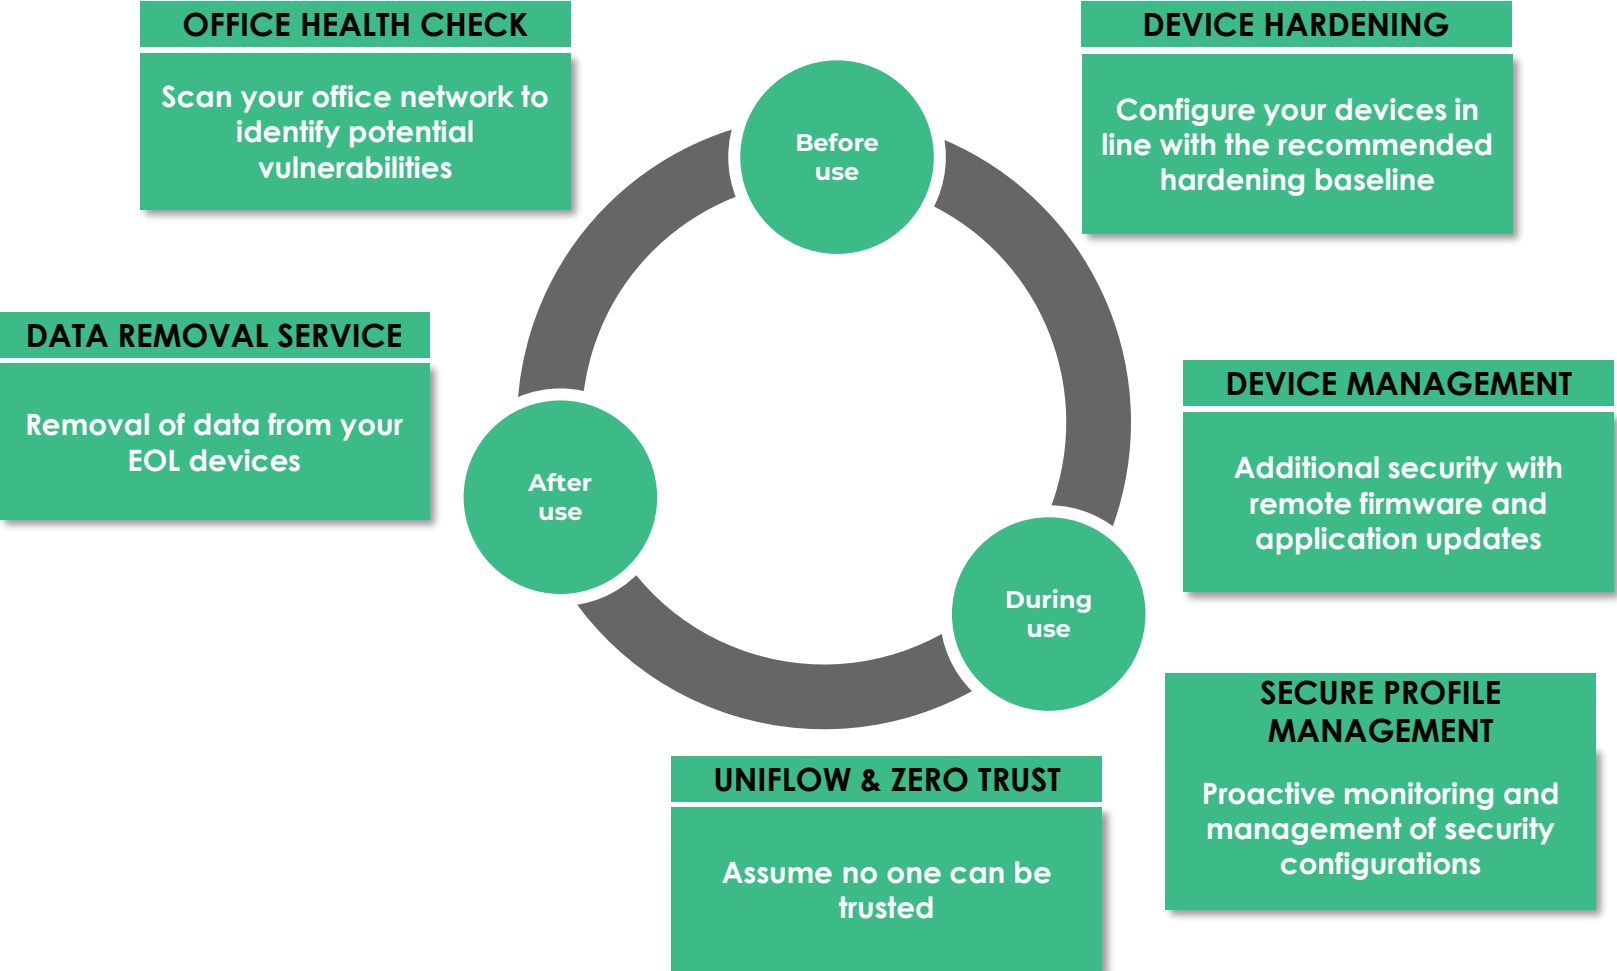 OFFICE HEALTH CHECK
Scan your office network to
identify potential
vulnerabilities
DEVICE HARDENING
Configure your devices in
line with the recommended
hardening baseline
Before
use
DATA REMOVAL SERVICE
Removal of data from your
EOL devices
After
use
DEVICE MANAGEMENT
Additional security with
remote firmware and
application updates
During
use
SECURE PROFILE
MANAGEMENT
Proactive monitoring and
management of security
configurations
UNIFLOW & ZERO TRUST
Assume no one can be
trusted